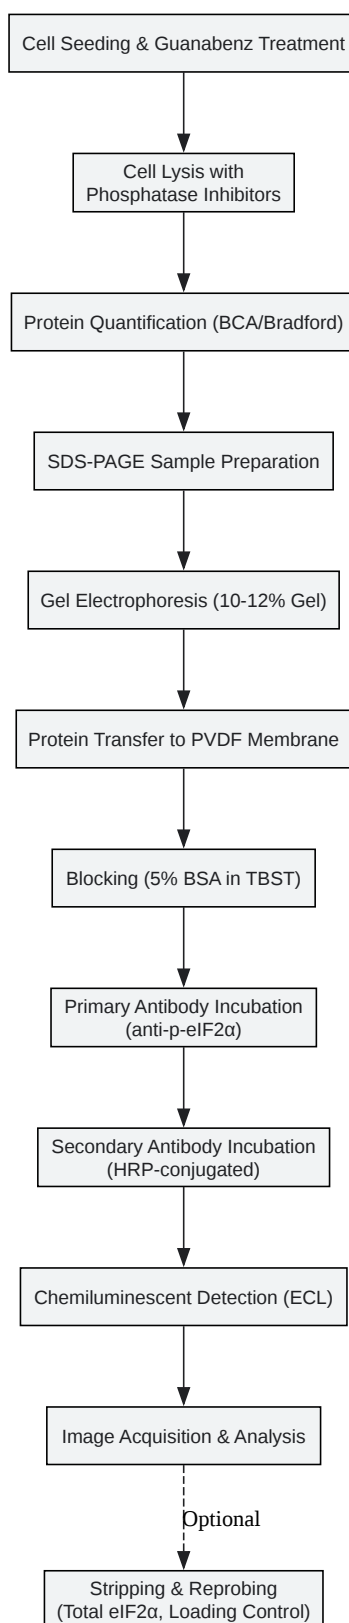 Cell Seeding & Guanabenz Treatment
Cell Lysis with
Phosphatase Inhibitors
Protein Quantification (BCA/Bradford)
SDS-PAGE Sample Preparation
Gel Electrophoresis (10-12% Gel)
Protein Transfer to PVDF Membrane
Blocking (5% BSA in TBST)
Primary Antibody Incubation
(anti-p-eIF2α)
Secondary Antibody Incubation
(HRP-conjugated)
Chemiluminescent Detection (ECL)
Image Acquisition & Analysis
Optional
Stripping & Reprobing
(Total eIF2α, Loading Control)